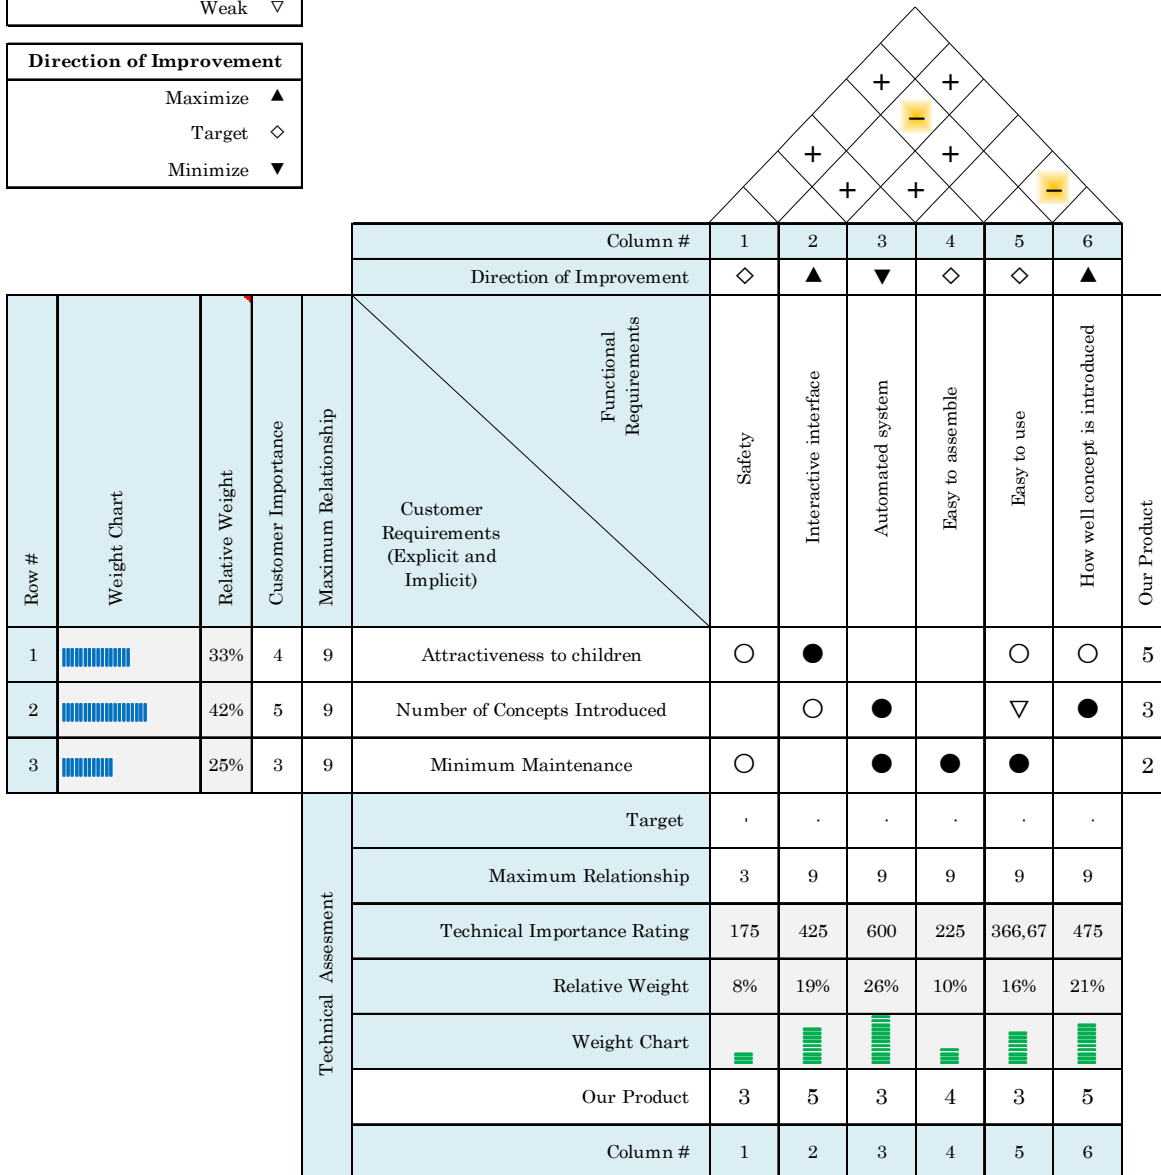 Weak ▽
Direction of Improvement
Maximize ▲
Target ◇
Minimize ▼
+ +
−
+ +
+ + −
Column # 1 2 3 4 5 6
Direction of Improvement ◇ ▲ ▼ ◇ ◇ ▲
Row #
Weight Chart
Relative Weight
Customer Importance
Maximum Relationship
Functional
Requirements
Customer
Requirements
(Explicit and
Implicit)
Safety
Interactive interface
Automated system
Easy to assemble
Easy to use
How well concept is introduced
Our Product
1 33% 4 9 Attractiveness to children ○ ● ○ ○ 5
2 42% 5 9 Number of Concepts Introduced ○ ● ▽ ● 3
3 25% 3 9 Minimum Maintenance ○ ● ● ● 2
Technical Assesment
Target
Maximum Relationship 3 9 9 9 9 9
Technical Importance Rating 175 425 600 225 366,67 475
Relative Weight 8% 19% 26% 10% 16% 21%
Weight Chart
Our Product 3 5 3 4 3 5
Column # 1 2 3 4 5 6